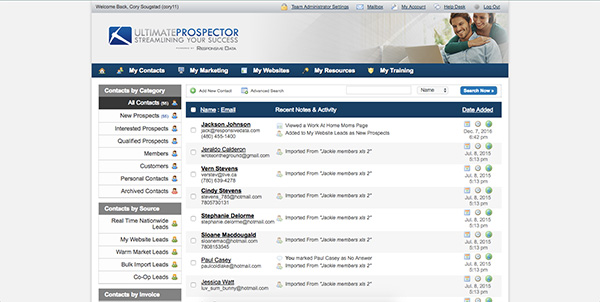 Welcome Back, Cory Sougstad (cory11)
Team Administrator Settings Mailbox My Account Help Desk Log Out
ULTIMATEPROSPECTOR
STREAMLINING YOUR SUCCESS
Powered by RESPONSIVE DATA
My Contacts My Marketing My Websites My Resources My Training
Contacts by Category
All Contacts (56)
New Prospects (56)
Interested Prospects
Qualified Prospects
Members
Customers
Personal Contacts
Archived Contacts
Contacts by Source
Real Time Nationwide Leads
My Website Leads
Warm Market Leads
Bulk Import Leads
Co-Op Leads
Contacts by Invoice
Add New Contact Advanced Search Name Search Now »
Name : Email Recent Notes & Activity Date Added
Jackson Johnson
jack@responsivedata.com
(480) 455-1400
Viewed a Work At Home Moms Page
Added to My Website Leads as New Prospects
Dec. 7, 2016
6:42 pm
Jeraldo Calderon
writeontheground@gmail.com
Imported From "Jackie members xls 2"
Jul. 8, 2015
5:13 pm
Vern Stevens
verstev@live.ca
(780) 639-4278
Imported From "Jackie members xls 2"
Jul. 8, 2015
5:13 pm
Cindy Stevens
stevens_785@hotmail.com
7805730131
Imported From "Jackie members xls 2"
Jul. 8, 2015
5:13 pm
Stephanie Delorme
stephanie.delorme@hotmail.com
Imported From "Jackie members xls 2"
Jul. 8, 2015
5:13 pm
Sloane Macdougald
sloanemac@hotmail.com
7808153545
Imported From "Jackie members xls 2"
Jul. 8, 2015
5:13 pm
Paul Casey
You marked Paul Casey as No Answer
Imported From "Jackie members xls 2"
Jul. 8, 2015
5:13 pm
Jessica Watt
luv_sum_bunny@hotmail.com
Imported From "Jackie members xls 2"
Jul. 8, 2015